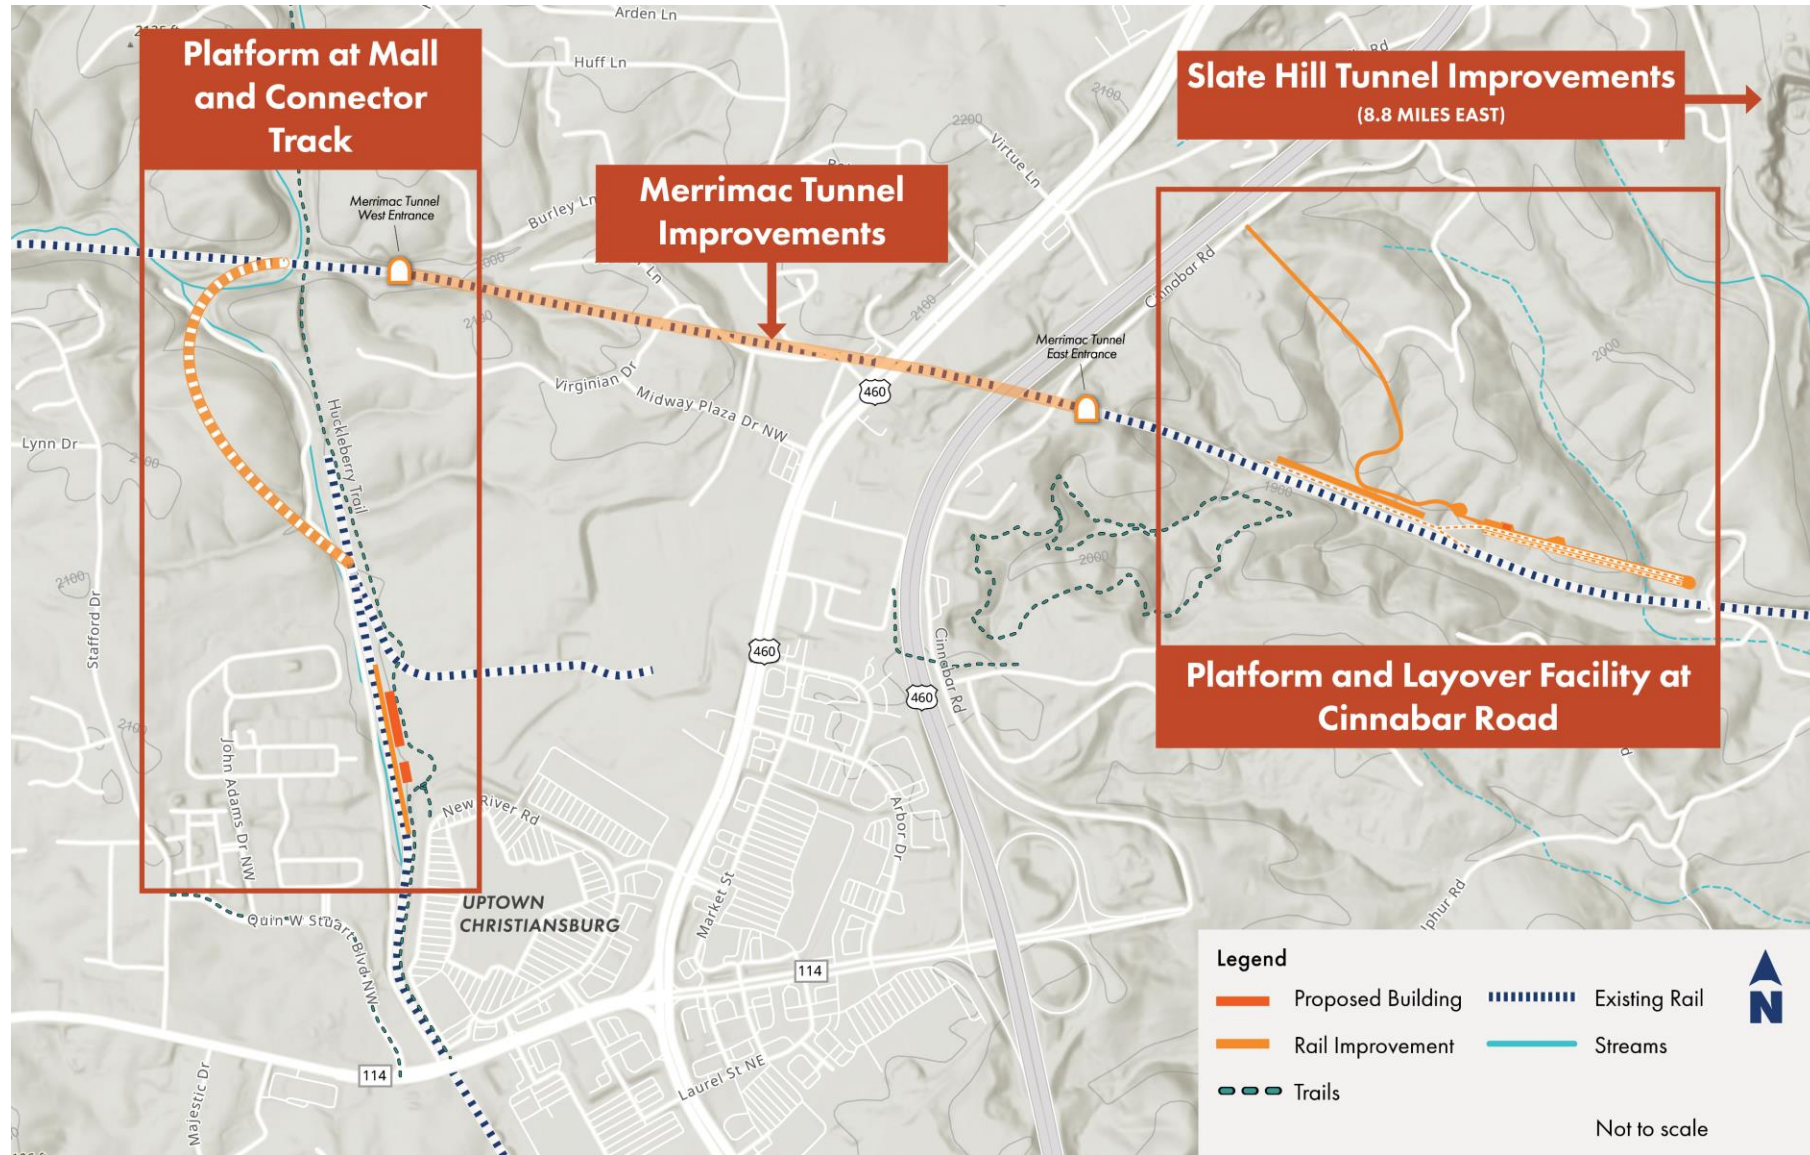 Arden Ln
Platform at Mall
and Connector
Track
Huff Ln
2100
2200
Virtue Ln
Slate Hill Tunnel Improvements
(8.8 MILES EAST)
Merrimac Tunnel
West Entrance
Burley Ln
Merrimac Tunnel
Improvements
Cinnabar Rd
2100
2100
Merrimac Tunnel
East Entrance
2000
Virginian Dr
460
Midway Plaza Dr NW
Huckleberry Trail
Lynn Dr
2100
1900
2000
2100
Stafford Dr
460
Cinnabar Rd
460
Platform and Layover Facility at
Cinnabar Road
2100
John Adams Dr NW
New River Rd
Arbor Dr
Market St
UPTOWN
CHRISTIANSBURG
Quin W Stuart Blvd NW
114
114
Laurel St NE
Majestic Dr
Legend
Proposed Building
Existing Rail
Rail Improvement
Streams
Trails
N
Not to scale